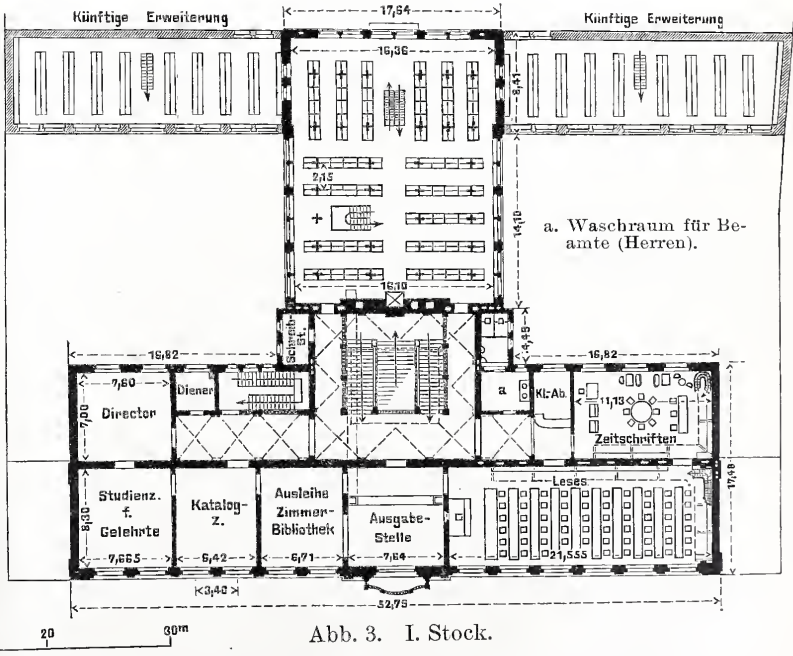 Künftige Erweiterung
17,64
Künftige Erweiterung
16,36
8,41
2,15
14,10
a. Waschraum für Be-
amte (Herren).
16,10
Schreib-
st.
4,45
16,82
16,82
7,60
Diener
a
Kl.-Ab.
11,13
7,00
Director
Zeitschriften
17,48
Leses
Studienz.
f.
Gelehrte
Katalog-
z.
Ausleihe
Zimmer-
Bibliothek
Ausgabe-
Stelle
8,30
7,665
6,42
6,71
7,64
21,555
3,40
52,75
20
30m
Abb. 3. I. Stock.